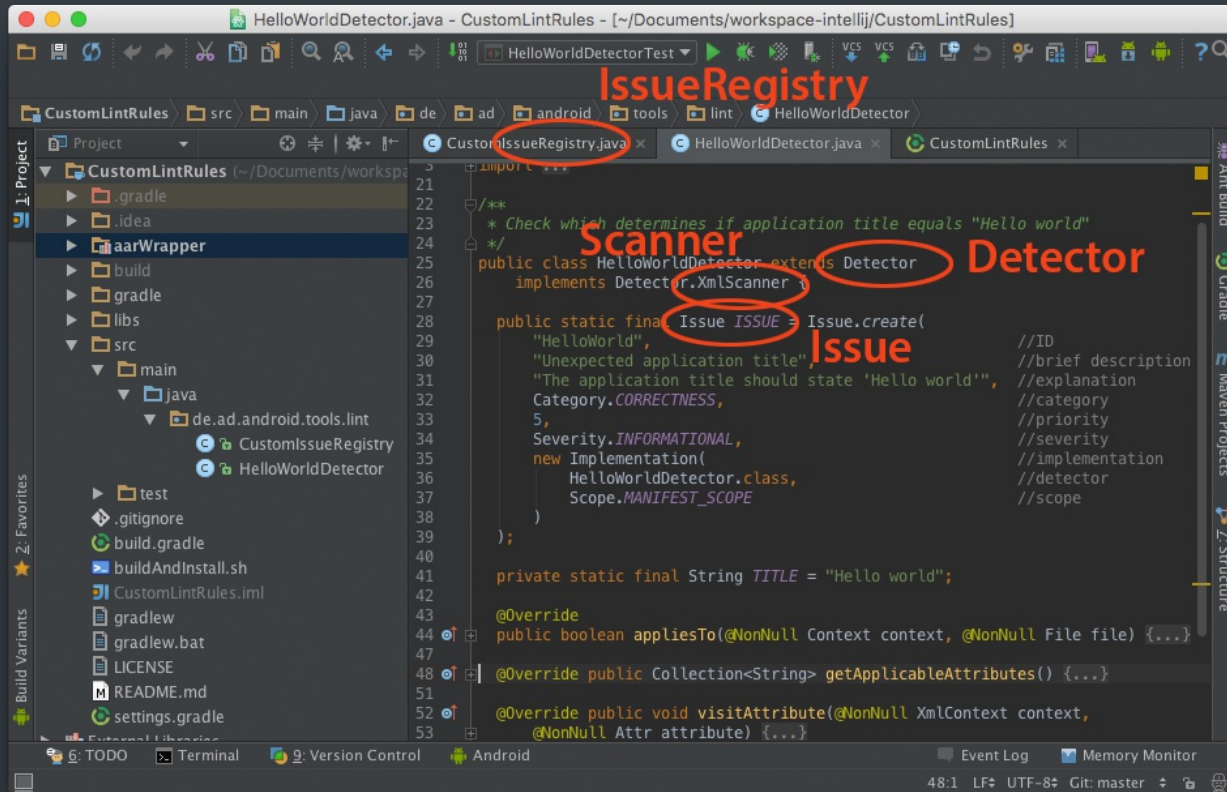 HelloWorldDetector.java - CustomLintRules - [~/Documents/workspace-intellij/CustomLintRules]
HelloWorldDetectorTest
VCS VCS
IssueRegistry
CustomLintRules src main java de ad android tools lint HelloWorldDetector
Project
CustomIssueRegistry.java HelloWorldDetector.java CustomLintRules
1: Project
2: Favorites
Build Variants
CustomLintRules (~/Documents/workspa
.gradle
.idea
aarWrapper
build
gradle
libs
src
main
java
de.ad.android.tools.lint
CustomIssueRegistry
HelloWorldDetector
test
.gitignore
build.gradle
buildAndInstall.sh
CustomLintRules.iml
gradlew
gradlew.bat
LICENSE
README.md
settings.gradle
External Libraries
3 import ...
21
22 /**
23 * Check which determines if application title equals "Hello world"
24 */
Scanner
Detector
25 public class HelloWorldDetector extends Detector
26 implements Detector.XmlScanner {
27
28 public static final Issue ISSUE = Issue.create(
Issue
29 "HelloWorld", //ID
30 "Unexpected application title", //brief description
31 "The application title should state 'Hello world'", //explanation
32 Category.CORRECTNESS, //category
33 5, //priority
34 Severity.INFORMATIONAL, //severity
35 new Implementation( //implementation
36 HelloWorldDetector.class, //detector
37 Scope.MANIFEST_SCOPE //scope
38 )
39 );
40
41 private static final String TITLE = "Hello world";
42
43 @Override
44 public boolean appliesTo(@NonNull Context context, @NonNull File file) {...}
47
48 @Override public Collection<String> getApplicableAttributes() {...}
51
52 @Override public void visitAttribute(@NonNull XmlContext context,
53 @NonNull Attr attribute) {...}
Ant Build
Gradle
Maven Projects
7: Structure
6: TODO Terminal 9: Version Control Android Event Log Memory Monitor
48:1 LF UTF-8 Git: master